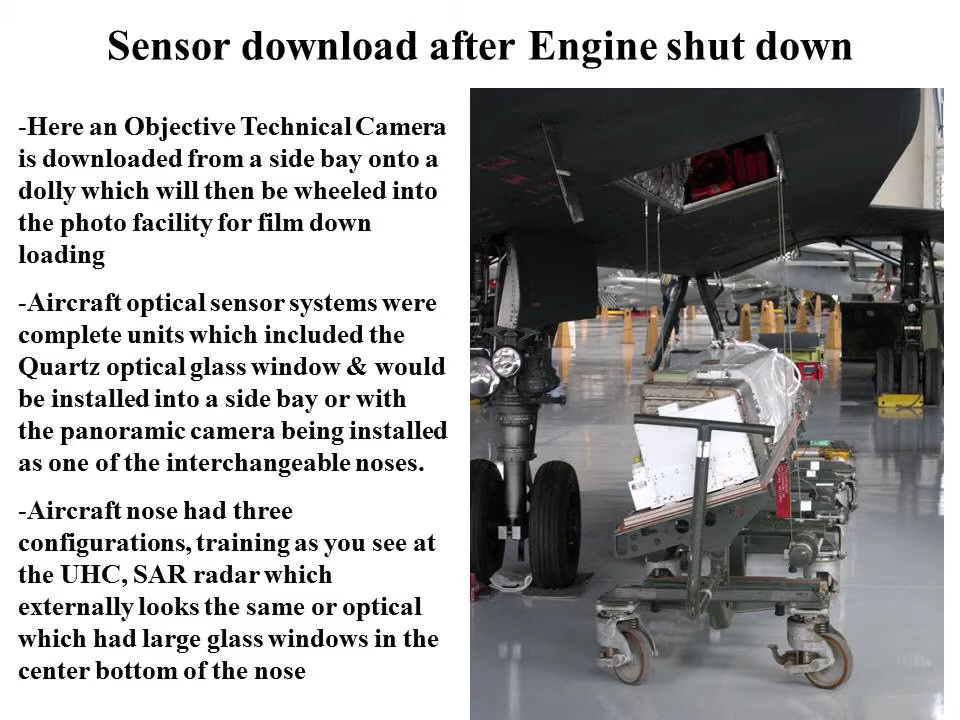 Sensor download after Engine shut down
-Here an Objective Technical Camera
is downloaded from a side bay onto a
dolly which will then be wheeled into
the photo facility for film down
loading
-Aircraft optical sensor systems were
complete units which included the
Quartz optical glass window & would
be installed into a side bay or with
the panoramic camera being installed
as one of the interchangeable noses.
-Aircraft nose had three
configurations, training as you see at
the UHC, SAR radar which
externally looks the same or optical
which had large glass windows in the
center bottom of the nose